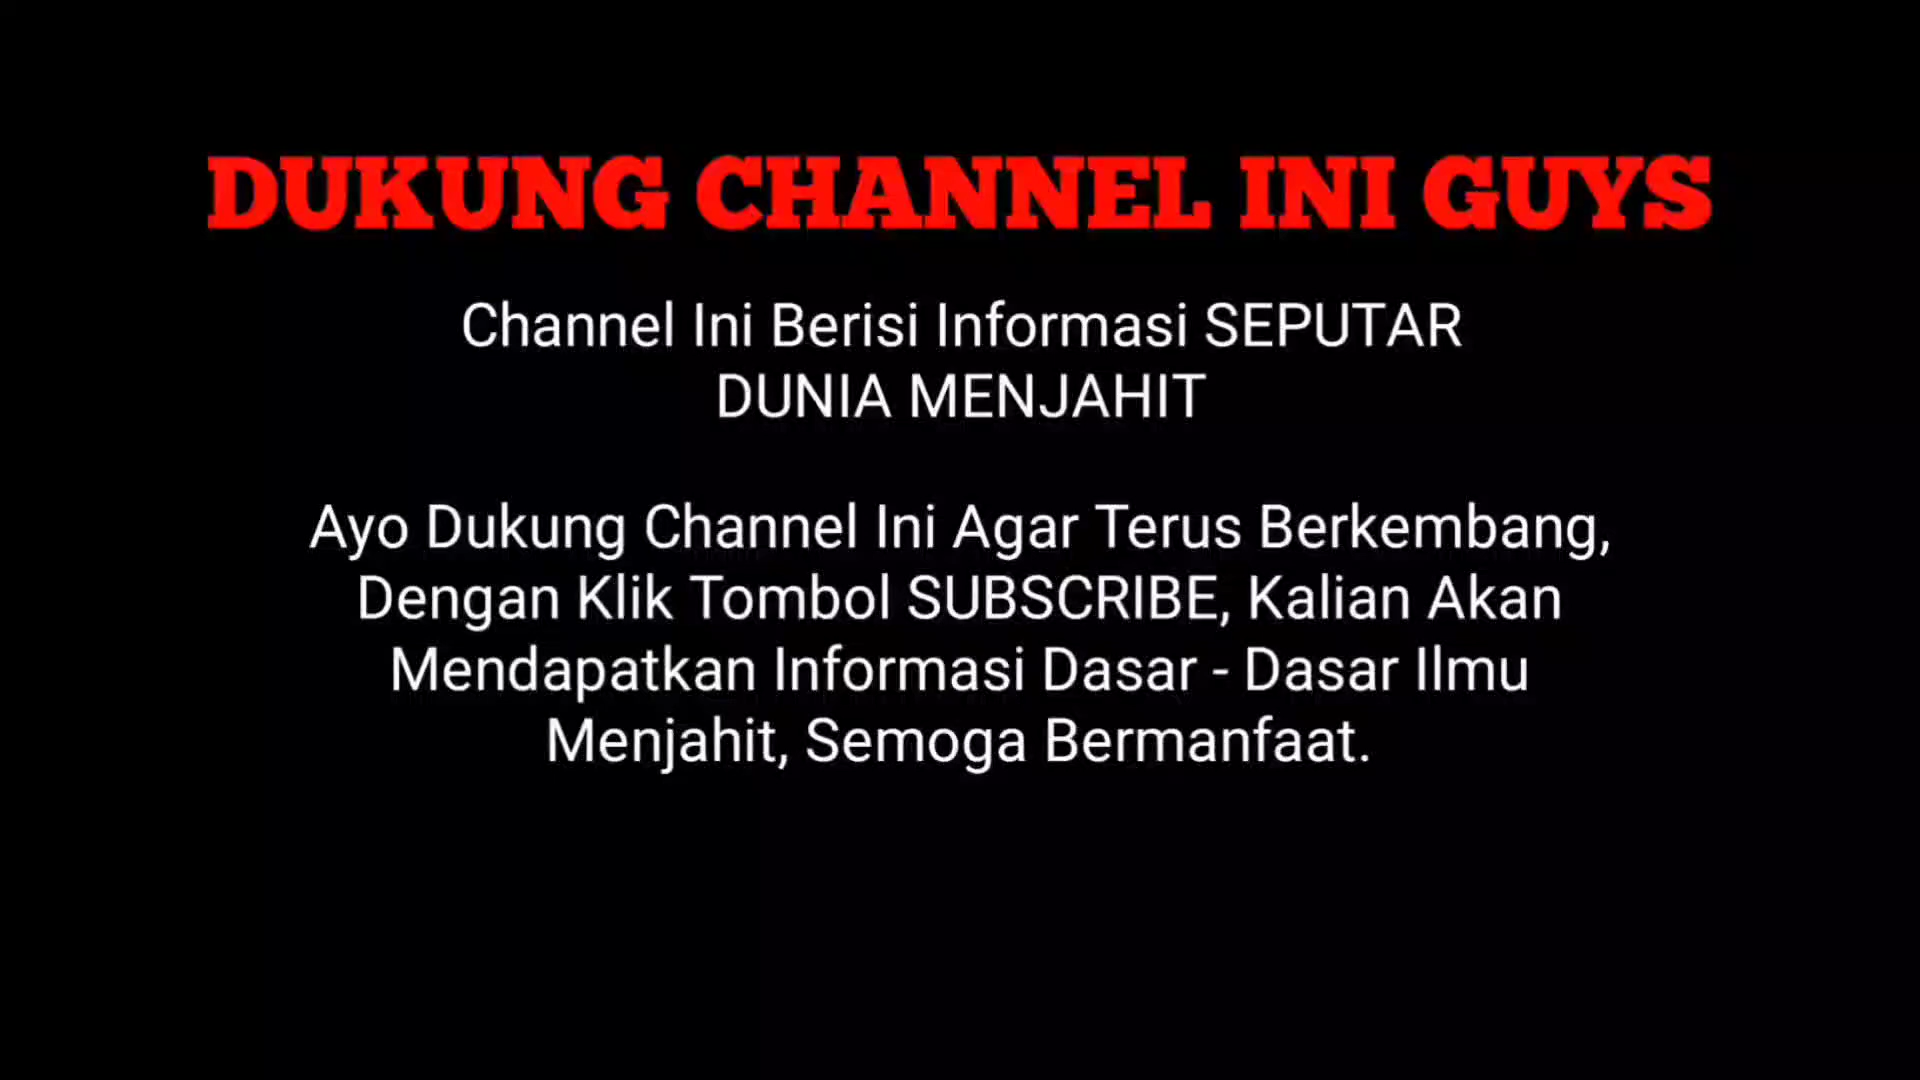 DUKUNG CHANNEL INI GUYS
Channel Ini Berisi Informasi SEPUTAR
DUNIA MENJAHIT
Ayo Dukung Channel Ini Agar Terus Berkembang,
Dengan Klik Tombol SUBSCRIBE, Kalian Akan
Mendapatkan Informasi Dasar - Dasar Ilmu
Menjahit, Semoga Bermanfaat.